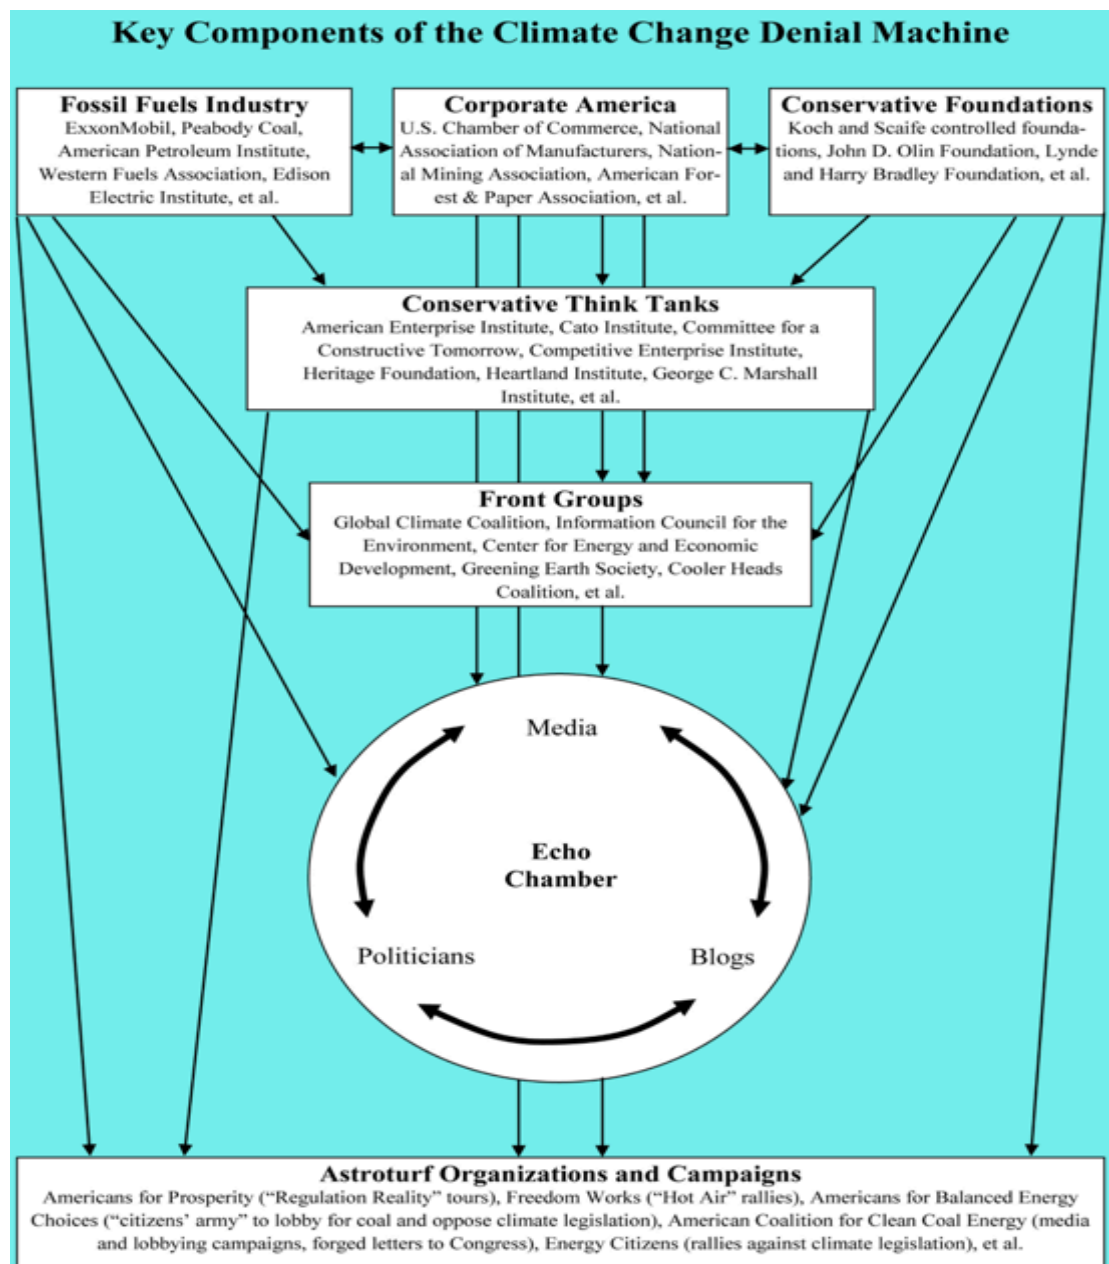 Key Components of the Climate Change Denial Machine
Fossil Fuels Industry
ExxonMobil, Peabody Coal,
American Petroleum Institute,
Western Fuels Association, Edison
Electric Institute, et al.
Corporate America
U.S. Chamber of Commerce, National
Association of Manufacturers, Nation-
al Mining Association, American For-
est & Paper Association, et al.
Conservative Foundations
Koch and Scaife controlled founda-
tions, John D. Olin Foundation, Lynde
and Harry Bradley Foundation, et al.
Conservative Think Tanks
American Enterprise Institute, Cato Institute, Committee for a
Constructive Tomorrow, Competitive Enterprise Institute,
Heritage Foundation, Heartland Institute, George C. Marshall
Institute, et al.
Front Groups
Global Climate Coalition, Information Council for the
Environment, Center for Energy and Economic
Development, Greening Earth Society, Cooler Heads
Coalition, et al.
Media
Echo
Chamber
Politicians
Blogs
Astroturf Organizations and Campaigns
Americans for Prosperity (“Regulation Reality” tours), Freedom Works (“Hot Air” rallies), Americans for Balanced Energy
Choices (“citizens’ army” to lobby for coal and oppose climate legislation), American Coalition for Clean Coal Energy (media
and lobbying campaigns, forged letters to Congress), Energy Citizens (rallies against climate legislation), et al.